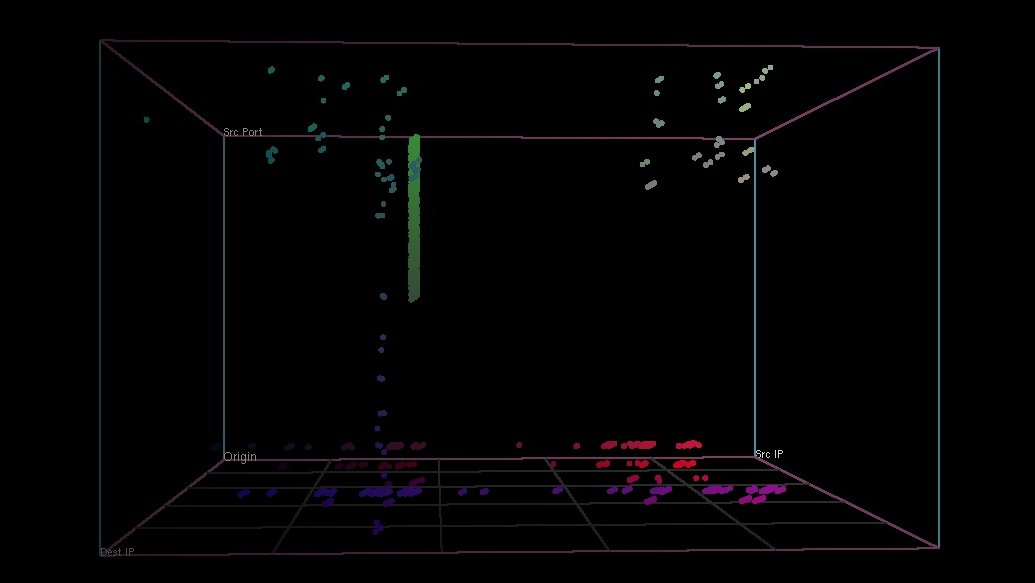 Src Port
Origin
Src IP
Dest IP